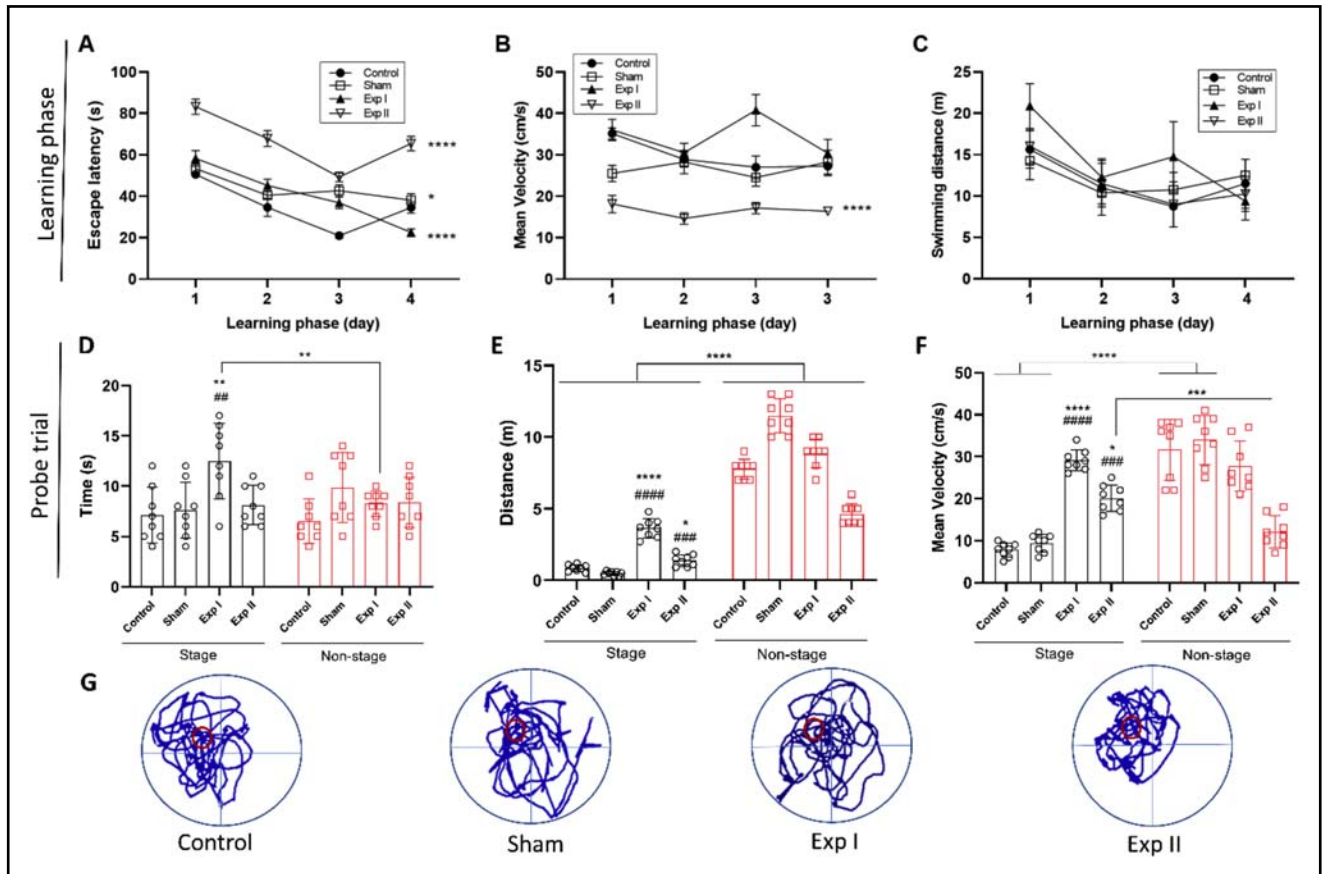 Learning phase
A
Escape latency (s)
100
80
60
40
20
0
Control
Sham
Exp I
Exp II
****
*
****
1 2 3 4
Learning phase (day)
B
Mean Velocity (cm/s)
50
40
30
20
10
0
Control
Sham
Exp I
Exp II
****
1 2 3 3
Learning phase (day)
C
Swimming distance (m)
25
20
15
10
5
0
Control
Sham
Exp I
Exp II
1 2 3 4
Learning phase (day)
Probe trial
D
Time (s)
20
15
10
5
0
**
**
##
Control Sham Exp I Exp II Control Sham Exp I Exp II
Stage Non-stage
E
Distance (m)
15
10
5
0
****
****
####
*
###
Control Sham Exp I Exp II Control Sham Exp I Exp II
Stage Non-stage
F
Mean Velocity (cm/s)
50
40
30
20
10
0
****
***
****
####
*
###
Control Sham Exp I Exp II Control Sham Exp I Exp II
Stage Non-stage
G
Control Sham Exp I Exp II